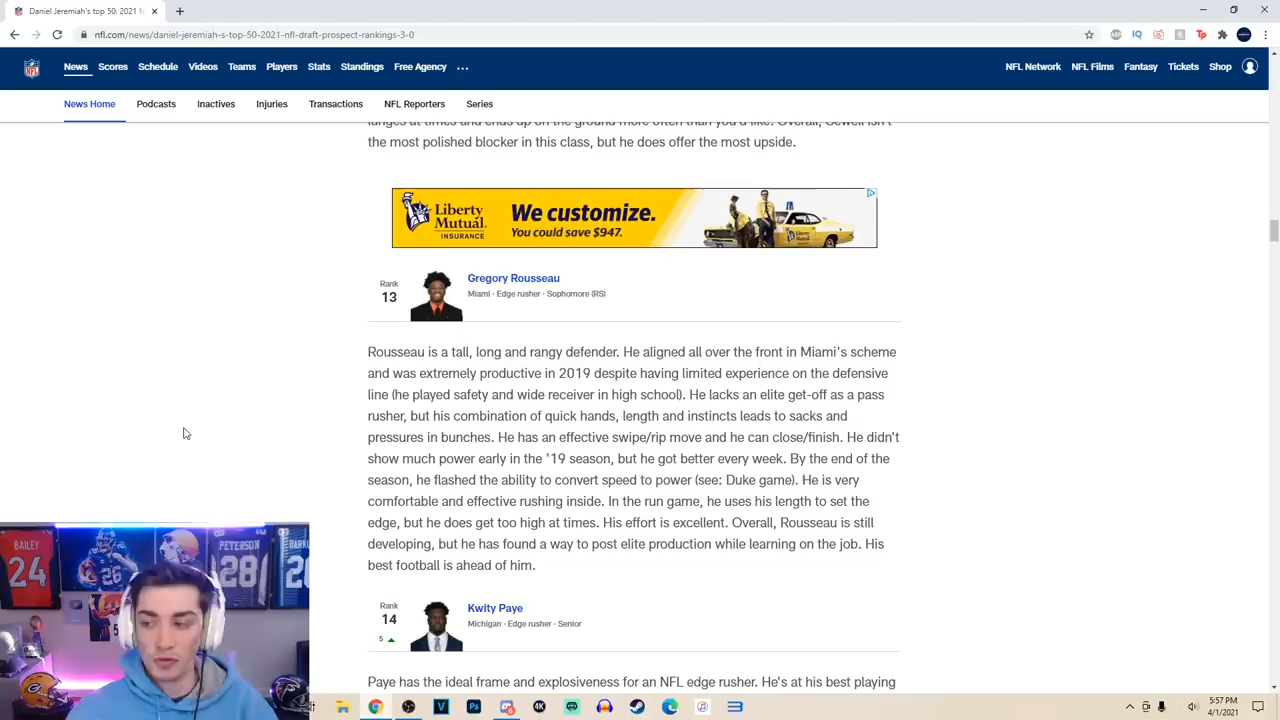 Daniel Jeremiah's top 50: 2021 N
nfl.com/news/daniel-jeremiah-s-top-50-2021-nfl-draft-prospect-rankings-3-0
NFL News Scores Schedule Videos Teams Players Stats Standings Free Agency ... NFL Network NFL Films Fantasy Tickets Shop
News Home Podcasts Inactives Injuries Transactions NFL Reporters Series
lunges at times and ends up on the ground more often than you'd like. Overall, Sewell isn't
the most polished blocker in this class, but he does offer the most upside.
Liberty
Mutual
INSURANCE
We customize.
You could save $947.
Rank
13
Gregory Rousseau
Miami · Edge rusher · Sophomore (RS)
Rousseau is a tall, long and rangy defender. He aligned all over the front in Miami's scheme
and was extremely productive in 2019 despite having limited experience on the defensive
line (he played safety and wide receiver in high school). He lacks an elite get-off as a pass
rusher, but his combination of quick hands, length and instincts leads to sacks and
pressures in bunches. He has an effective swipe/rip move and he can close/finish. He didn't
show much power early in the '19 season, but he got better every week. By the end of the
season, he flashed the ability to convert speed to power (see: Duke game). He is very
comfortable and effective rushing inside. In the run game, he uses his length to set the
edge, but he does get too high at times. His effort is excellent. Overall, Rousseau is still
developing, but he has found a way to post elite production while learning on the job. His
best football is ahead of him.
Rank
14
5
Kwity Paye
Michigan · Edge rusher · Senior
Paye has the ideal frame and explosiveness for an NFL edge rusher. He's at his best playing
BAILEY
24
26
PETERSON
28
BARK
5:57 PM
4/1/2021